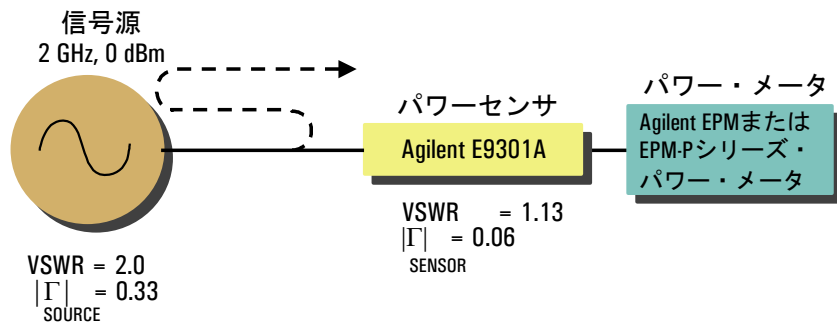 信号源
2 GHz, 0 dBm
パワーセンサ
Agilent E9301A
パワー・メータ
Agilent EPMまたは
EPM-Pシリーズ・
パワー・メータ
VSWR = 1.13
|Γ| = 0.06
SENSOR
VSWR = 2.0
|Γ| = 0.33
SOURCE